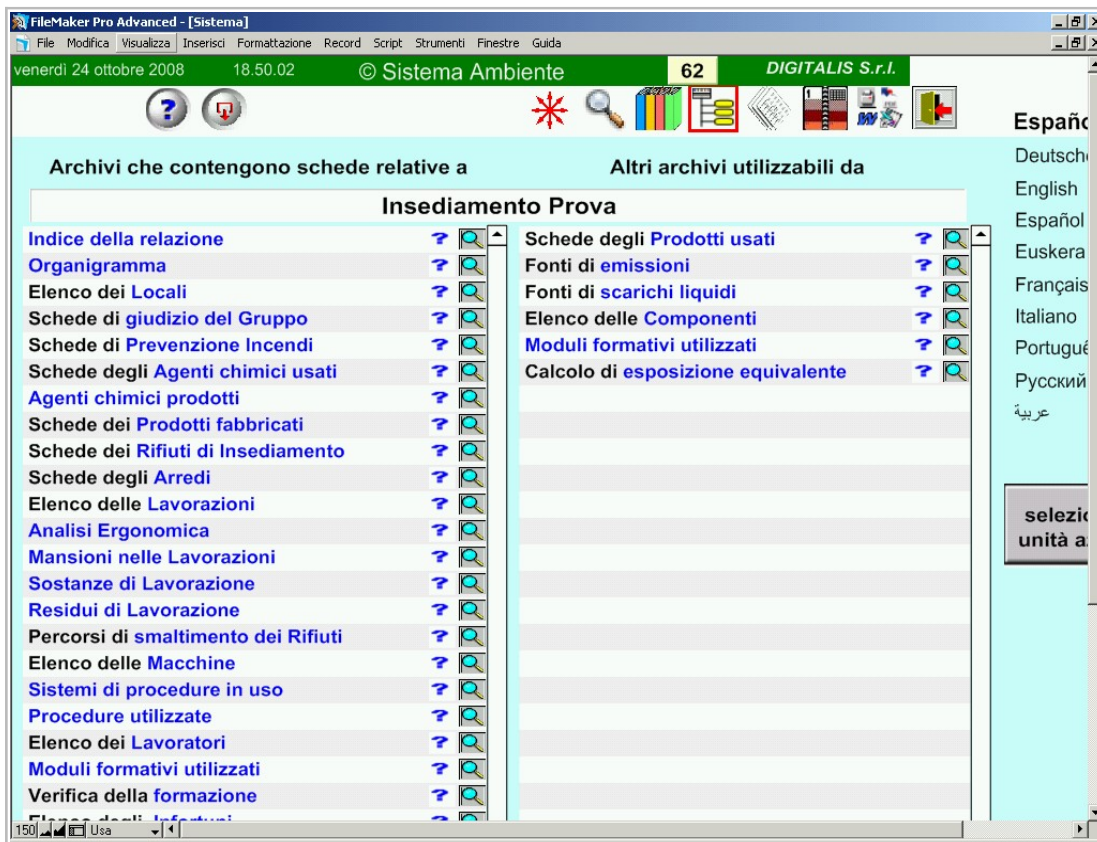 FileMaker Pro Advanced - [Sistema]
File Modifica Visualizza Inserisci Formattazione Record Script Strumenti Finestre Guida
venerdì 24 ottobre 2008 18.50.02 © Sistema Ambiente 62 DIGITALIS S.r.l.
Archivi che contengono schede relative a
Altri archivi utilizzabili da
Insediamento Prova
Indice della relazione ?
Organigramma ?
Elenco dei Locali ?
Schede di giudizio del Gruppo ?
Schede di Prevenzione Incendi ?
Schede degli Agenti chimici usati ?
Agenti chimici prodotti ?
Schede dei Prodotti fabbricati ?
Schede dei Rifiuti di Insediamento ?
Schede degli Arredi ?
Elenco delle Lavorazioni ?
Analisi Ergonomica ?
Mansioni nelle Lavorazioni ?
Sostanze di Lavorazione ?
Residui di Lavorazione ?
Percorsi di smaltimento dei Rifiuti ?
Elenco delle Macchine ?
Sistemi di procedure in uso ?
Procedure utilizzate ?
Elenco dei Lavoratori ?
Moduli formativi utilizzati ?
Verifica della formazione ?
Elenco degli Infortuni
Schede degli Prodotti usati ?
Fonti di emissioni ?
Fonti di scarichi liquidi ?
Elenco delle Componenti ?
Moduli formativi utilizzati ?
Calcolo di esposizione equivalente ?
Españo
Deutsch
English
Español
Euskera
Français
Italiano
Portugué
Русский
عربية
selezio
unità a
150 Usa